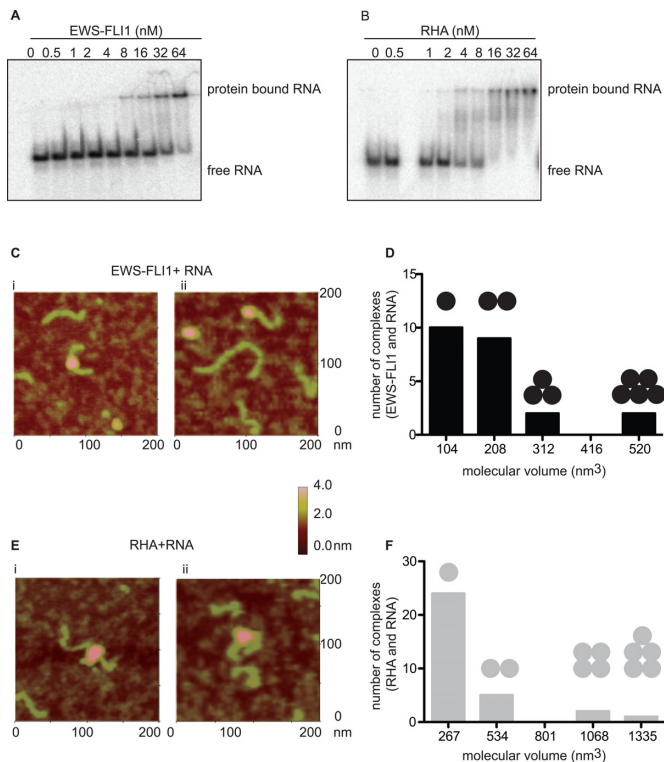 A
EWS-FLI1 (nM)
0 0.5 1 2 4 8 16 32 64
protein bound RNA
free RNA
B
RHA (nM)
0 0.5 1 2 4 8 16 32 64
protein bound RNA
free RNA
C
EWS-FLI1+ RNA
i
ii
200
100
0
nm
0 100 200
0 100 200
4.0
2.0
0.0 nm
D
15
10
5
0
number of complexes
(EWS-FLI1 and RNA)
104 208 312 416 520
molecular volume (nm3)
E
RHA+RNA
i
ii
200
100
0
nm
0 100 200
0 100 200
F
30
20
10
0
number of complexes
(RHA and RNA)
267 534 801 1068 1335
molecular volume (nm3)